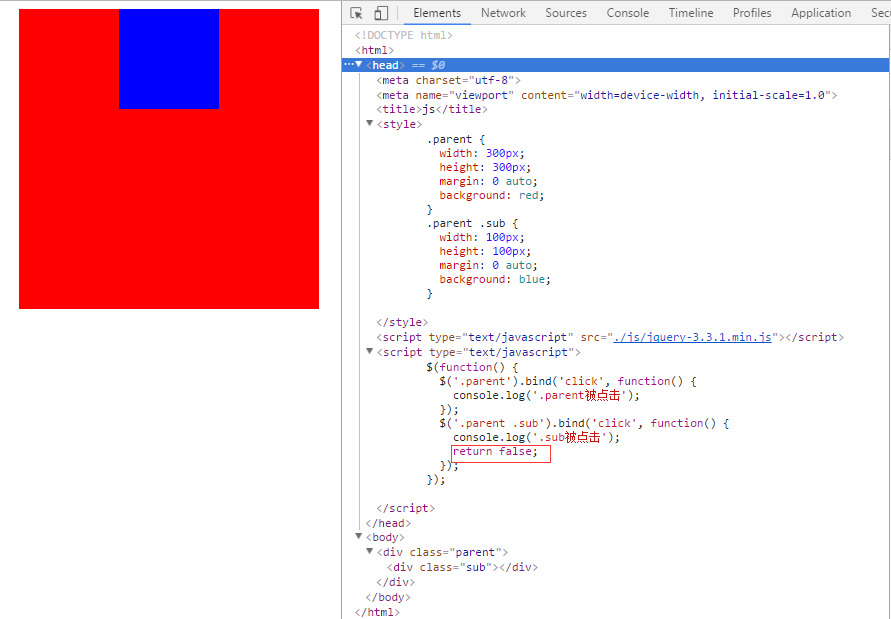 Elements Network Sources Console Timeline Profiles Application Sec
<!DOCTYPE html>
<html>
<head> == $0
<meta charset="utf-8">
<meta name="viewport" content="width=device-width, initial-scale=1.0">
<title>js</title>
<style>
.parent {
width: 300px;
height: 300px;
margin: 0 auto;
background: red;
}
.parent .sub {
width: 100px;
height: 100px;
margin: 0 auto;
background: blue;
}
</style>
<script type="text/javascript" src="./js/jquery-3.3.1.min.js"></script>
<script type="text/javascript">
$(function() {
$('.parent').bind('click', function() {
console.log('.parent被点击');
});
$('.parent .sub').bind('click', function() {
console.log('.sub被点击');
return false;
});
});
</script>
</head>
<body>
<div class="parent">
<div class="sub"></div>
</div>
</body>
</html>